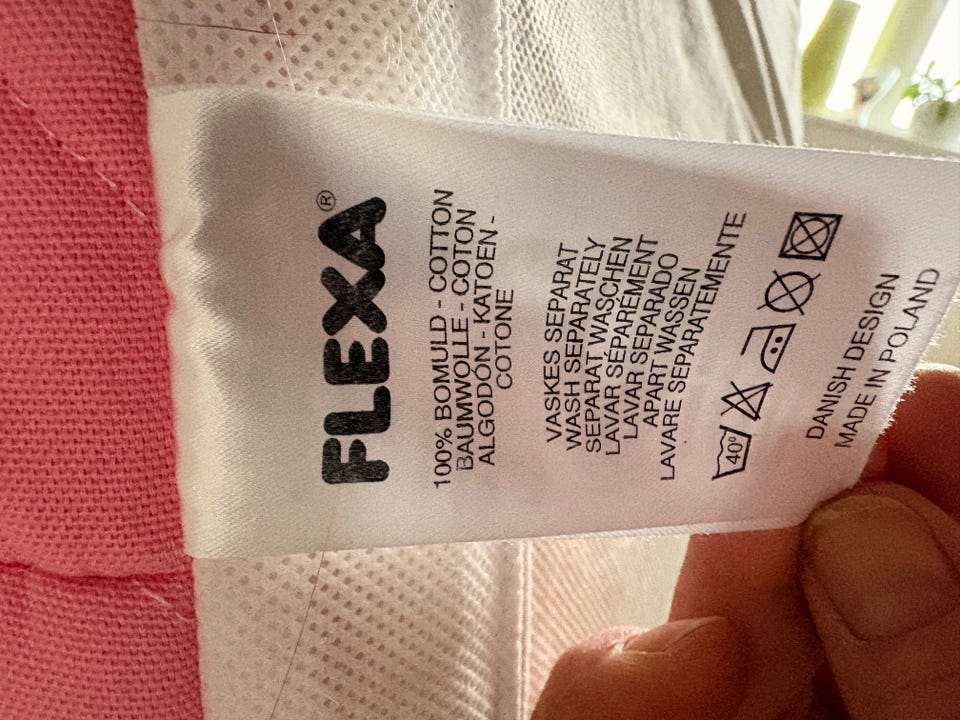 FLEXA®
100% BOMULD - COTTON
BAUMWOLLE - COTON
ALGODÓN - KATOEN -
COTONE
VASKES SEPARAT
WASH SEPARATELY
SEPARAT WASCHEN
LAVAR SÉPARÉMENT
LAVAR SEPARADO
APART WASSEN
LAVARE SEPARATEMENTE
40°
DANISH DESIGN
MADE IN POLAND